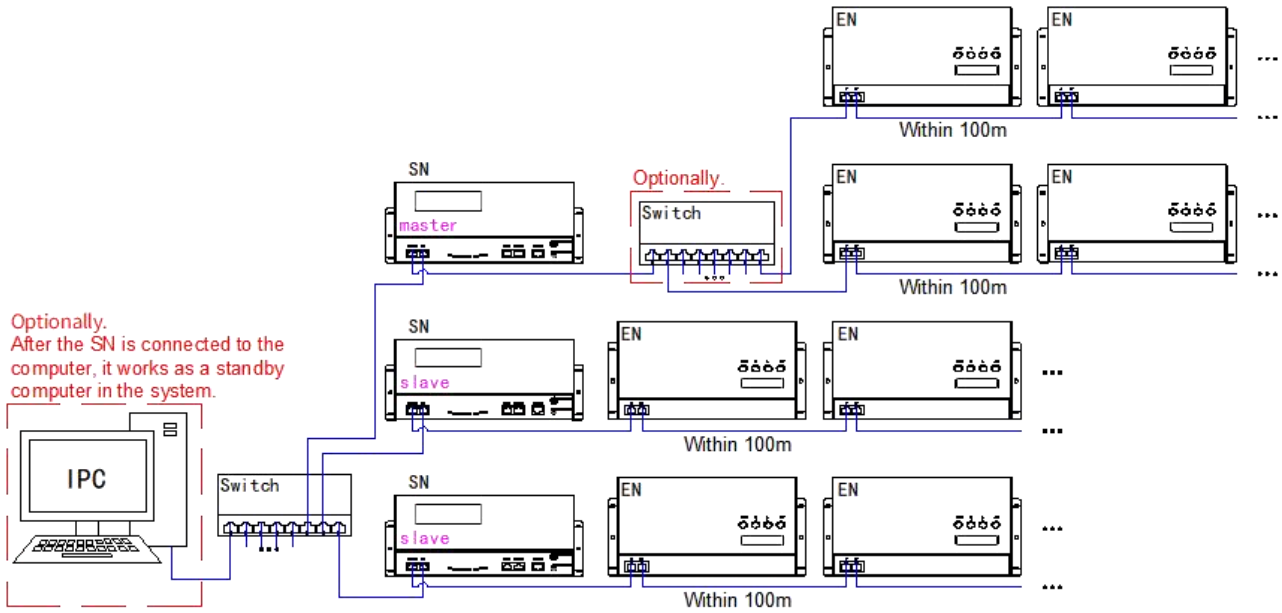 EN
EN
Within 100m
SN
master
Optionally.
Switch
EN
EN
Within 100m
Optionally.
After the SN is connected to the
computer, it works as a standby
computer in the system.
SN
slave
EN
EN
Within 100m
IPC
Switch
SN
slave
EN
EN
Within 100m